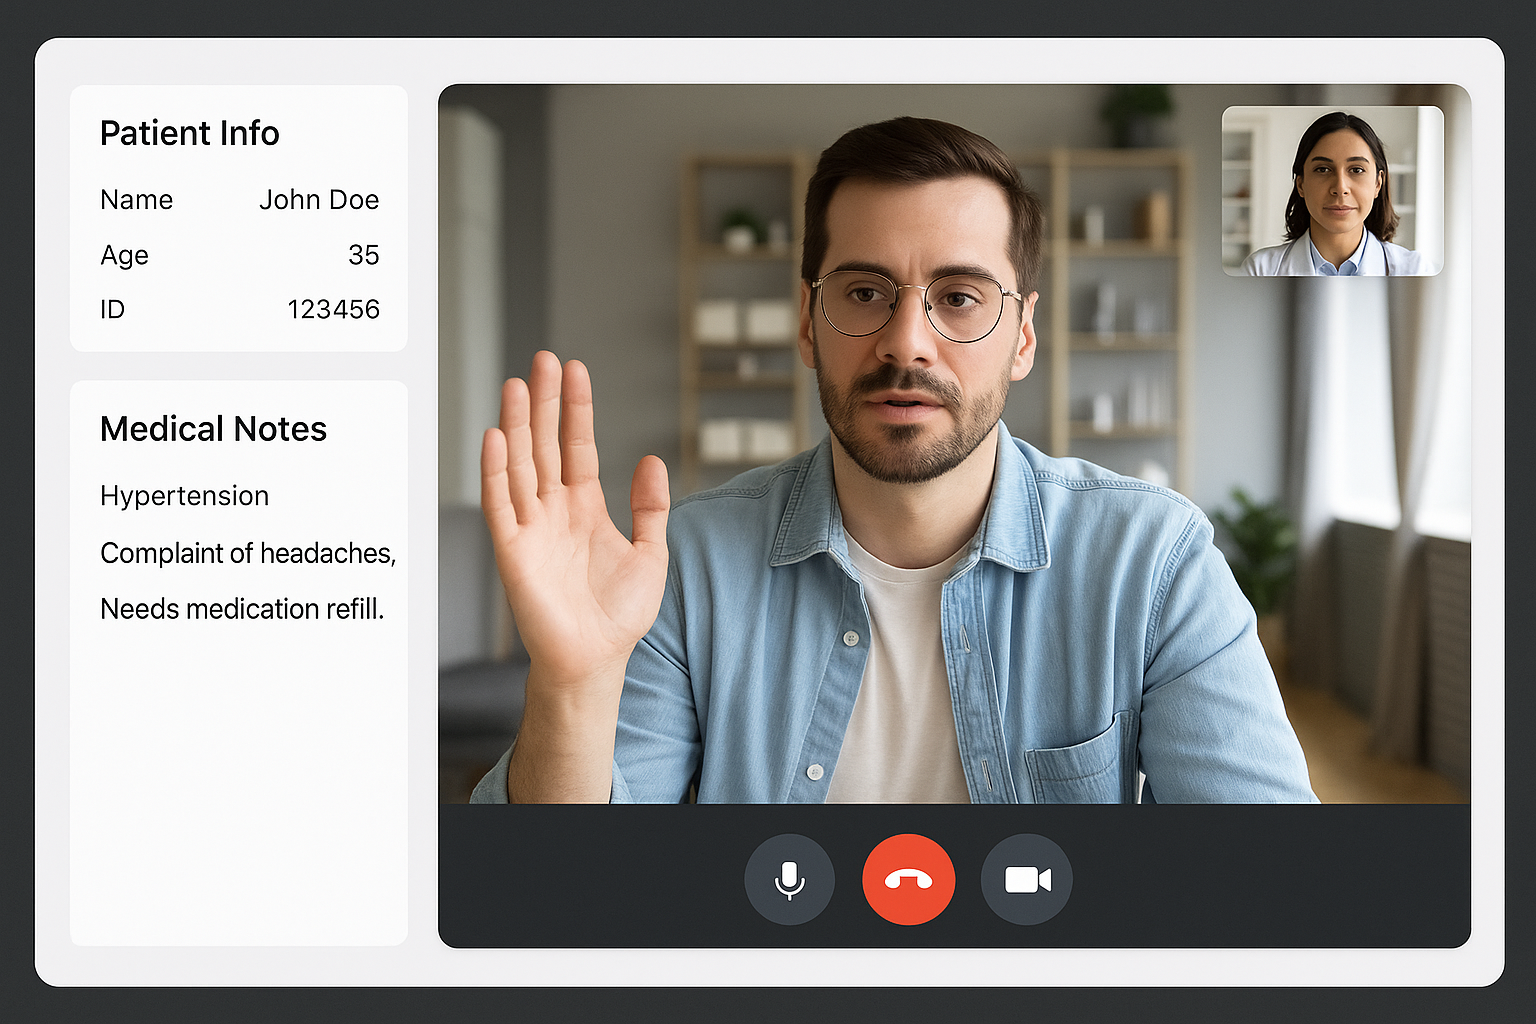 Patient Info
Name John Doe
Age 35
ID 123456
Medical Notes
Hypertension
Complaint of headaches,
Needs medication refill.